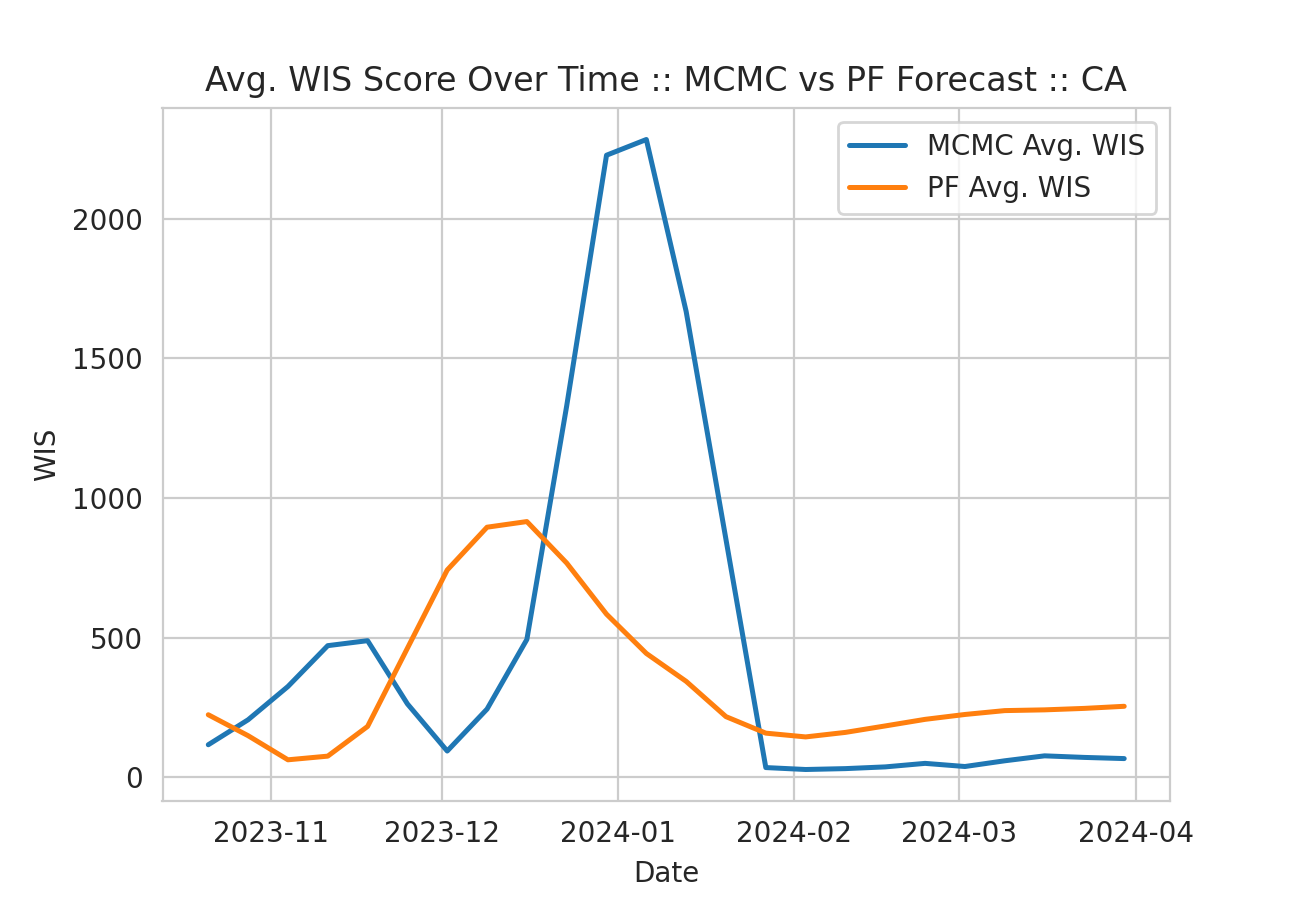 Avg. WIS Score Over Time :: MCMC vs PF Forecast :: CA
MCMC Avg. WIS
PF Avg. WIS
2000
1500
1000
500
0
WIS
2023-11 2023-12 2024-01 2024-02 2024-03 2024-04
Date